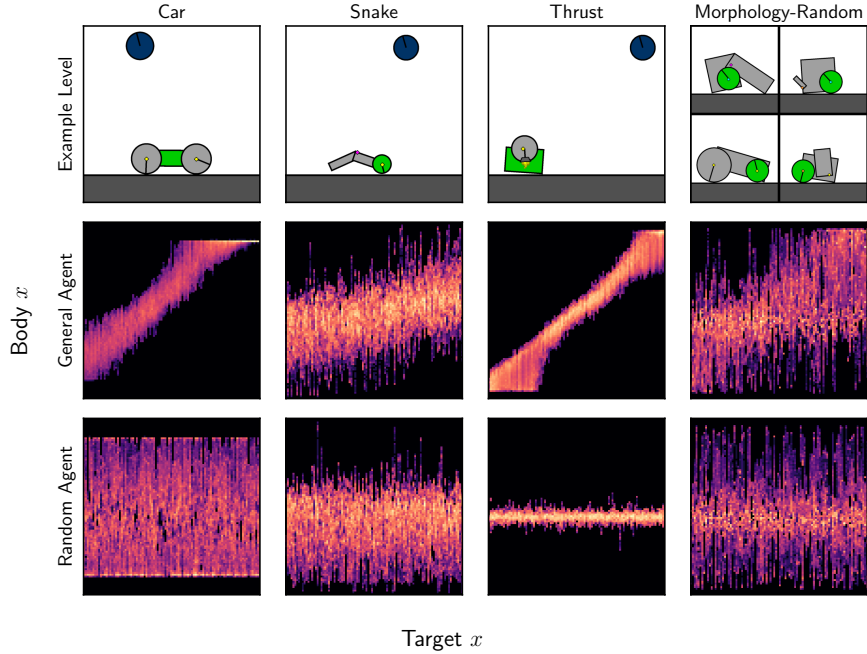 Car
Snake
Thrust
Morphology-Random
Example Level
General Agent
Random Agent
Body x
Target x